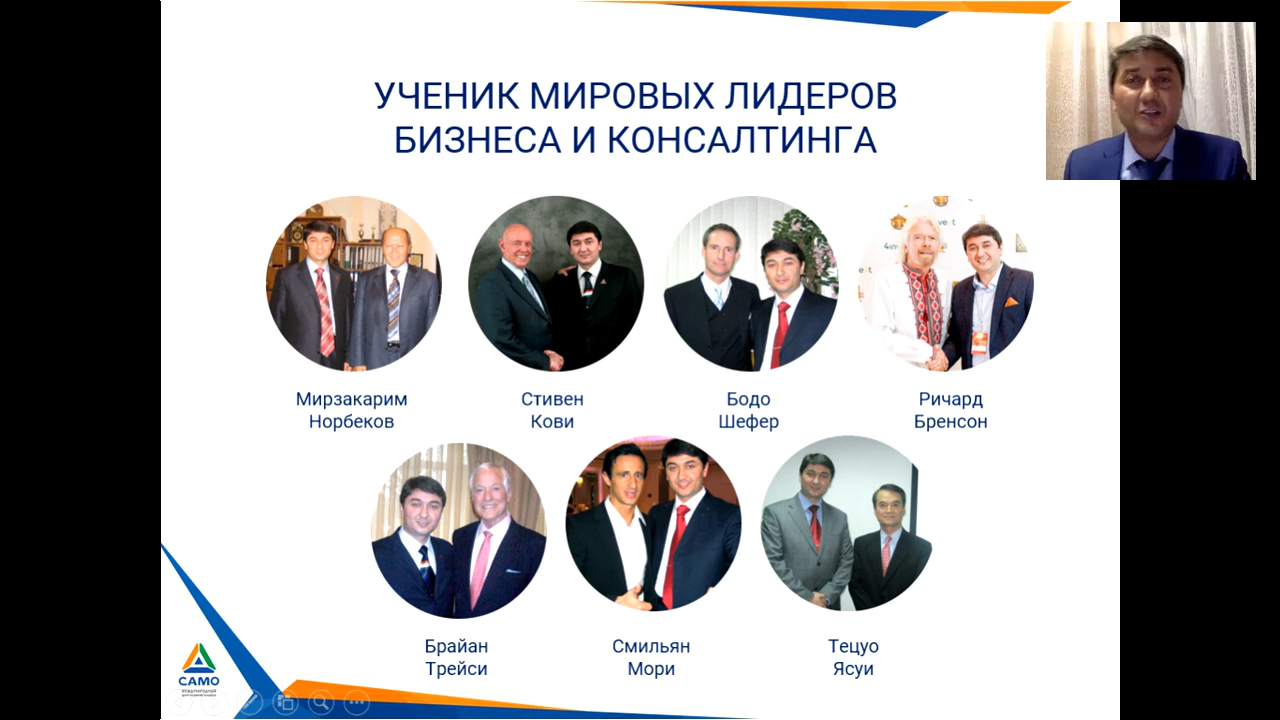 УЧЕНИК МИРОВЫХ ЛИДЕРОВ
БИЗНЕСА И КОНСАЛТИНГА
Мирзакарим
Норбеков
Стивен
Кови
Бодо
Шефер
Ричард
Бренсон
Брайан
Трейси
Смильян
Мори
Тецуо
Ясуи
САМО
МЕЖДУНАРОДНЫЙ